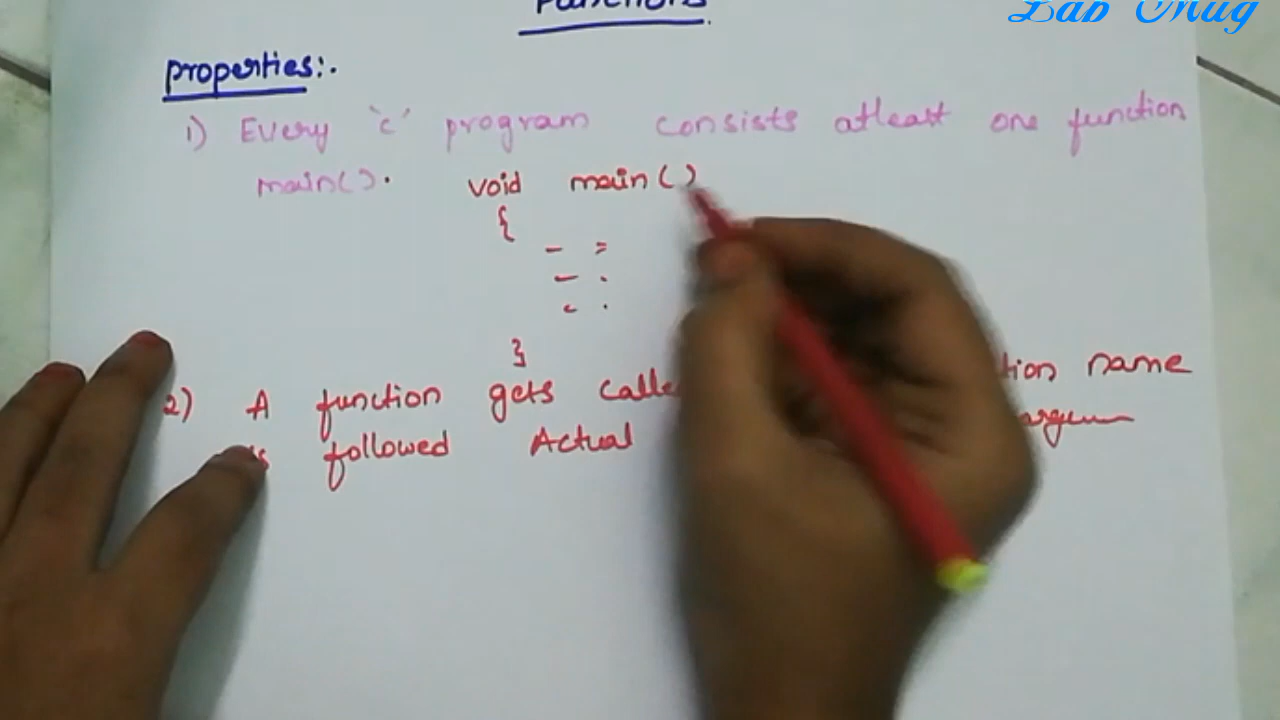 Functions
Lab Mug
properties:.
1) Every 'c' program consists atleast one function
main(). void main()
{
}
2) A function gets name
followed Actual